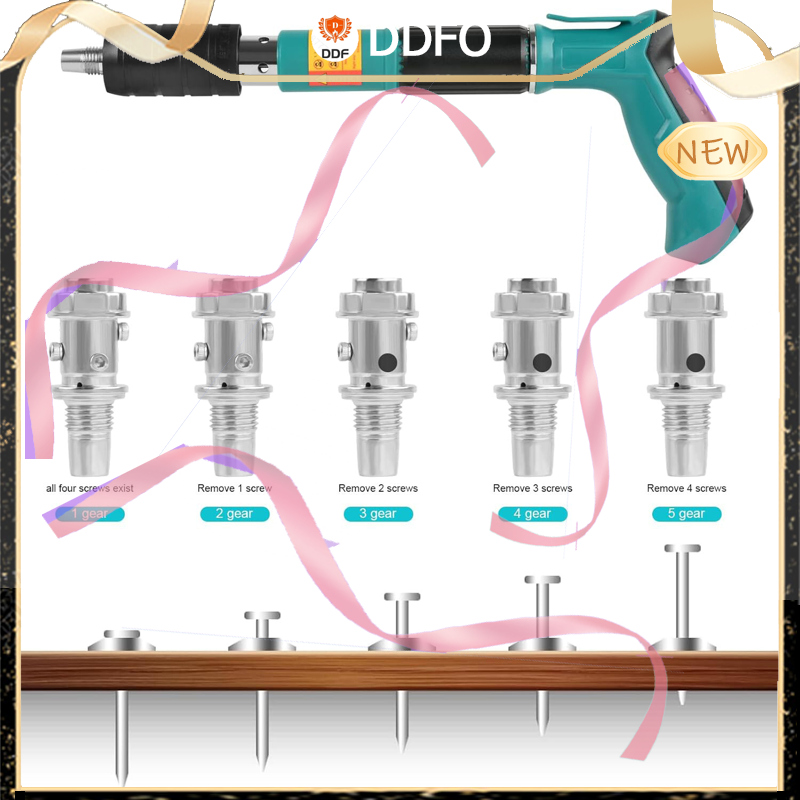 DDF
DDFO
NEW
all four screws exist
Remove 1 screw
Remove 2 screws
Remove 3 screws
Remove 4 screws
1 gear
2 gear
3 gear
4 gear
5 gear